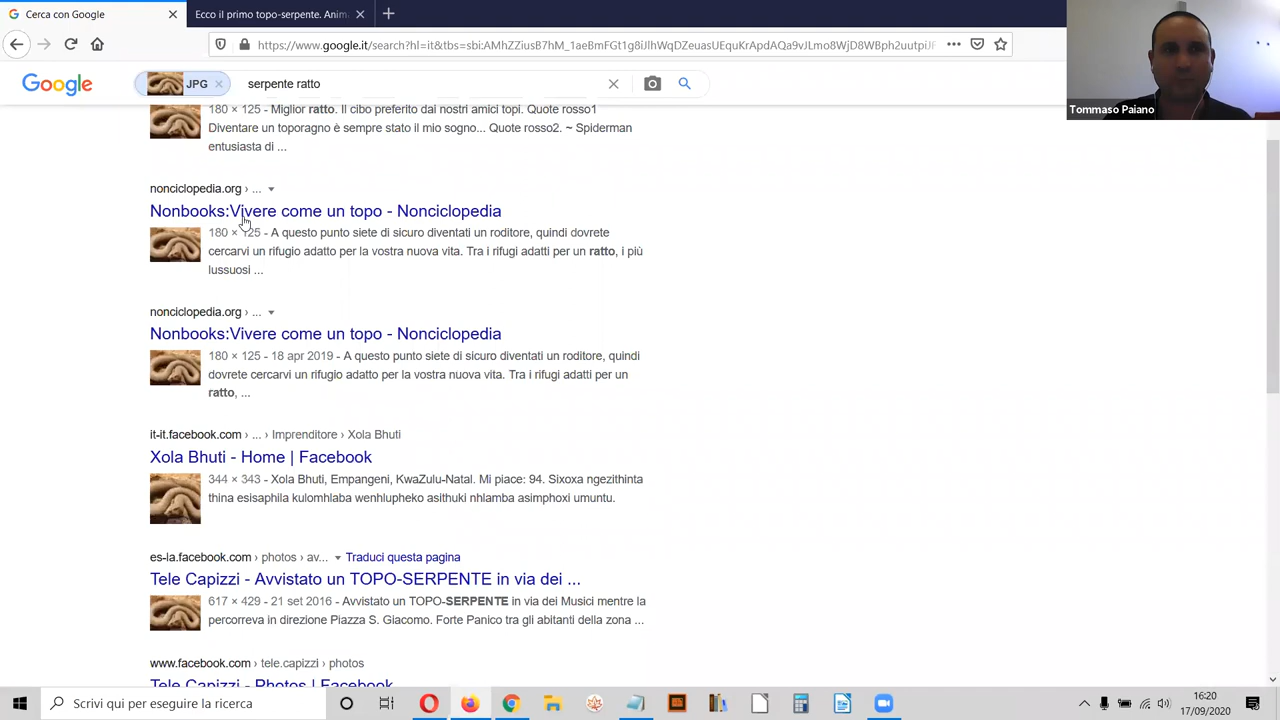 Cerca con Google
Ecco il primo topo-serpente. Anim
https://www.google.it/search?hl=it&tbs=sbi:
Google
JPG
serpente ratto
Tommaso Paiano
180 × 125 - Miglior ratto. Il cibo preferito dai nostri amici topi. Quote rosso1
Diventare un toporagno è sempre stato il mio sogno... Quote rosso2. ~ Spiderman
entusiasta di ...
nonciclopedia.org › ...
Nonbooks:Vivere come un topo - Nonciclopedia
180 × 125 - A questo punto siete di sicuro diventati un roditore, quindi dovrete
cercarvi un rifugio adatto per la vostra nuova vita. Tra i rifugi adatti per un ratto, i più
lussuosi ...
nonciclopedia.org › ...
Nonbooks:Vivere come un topo - Nonciclopedia
180 × 125 - 18 apr 2019 - A questo punto siete di sicuro diventati un roditore, quindi
dovrete cercarvi un rifugio adatto per la vostra nuova vita. Tra i rifugi adatti per un
ratto, ...
it-it.facebook.com › ... › Imprenditore › Xola Bhuti
Xola Bhuti - Home | Facebook
344 × 343 - Xola Bhuti, Empangeni, KwaZulu-Natal. Mi piace: 94. Sixoxa ngezithinta
thina esisaphila kulomhlaba wenhlupheko asithuki nhlamba asimphoxi umuntu.
es-la.facebook.com › photos › av... Traduci questa pagina
Tele Capizzi - Avvistato un TOPO-SERPENTE in via dei ...
617 × 429 - 21 set 2016 - Avvistato un TOPO-SERPENTE in via dei Musici mentre la
percorreva in direzione Piazza S. Giacomo. Forte Panico tra gli abitanti della zona ...
www.facebook.com › tele.capizzi › photos
Tele Capizzi - Photos | Facebook
Scrivi qui per eseguire la ricerca
16:20
17/09/2020